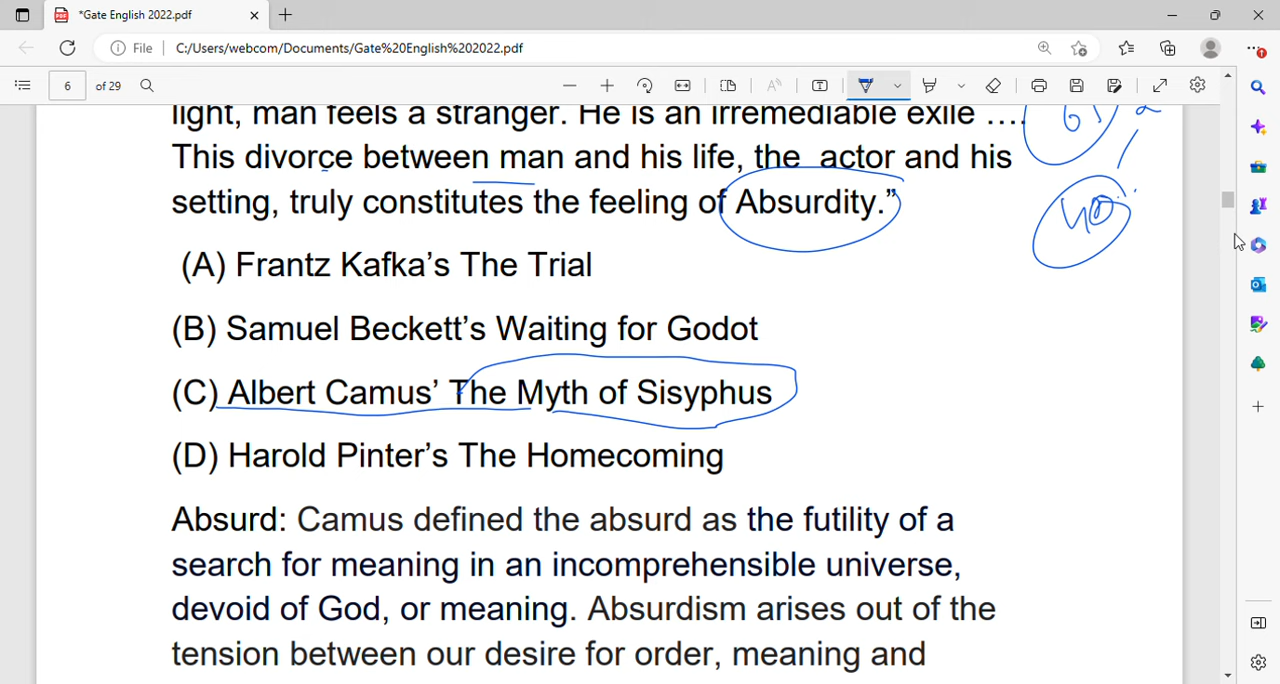 *Gate English 2022.pdf
File
C:/Users/webcom/Documents/Gate%20English%202022.pdf
6 of 29
light, man feels a stranger. He is an irremediable exile ….
This divorce between man and his life, the actor and his
setting, truly constitutes the feeling of Absurdity.”
(A) Frantz Kafka’s The Trial
(B) Samuel Beckett’s Waiting for Godot
(C) Albert Camus’ The Myth of Sisyphus
(D) Harold Pinter’s The Homecoming
Absurd: Camus defined the absurd as the futility of a
search for meaning in an incomprehensible universe,
devoid of God, or meaning. Absurdism arises out of the
tension between our desire for order, meaning and